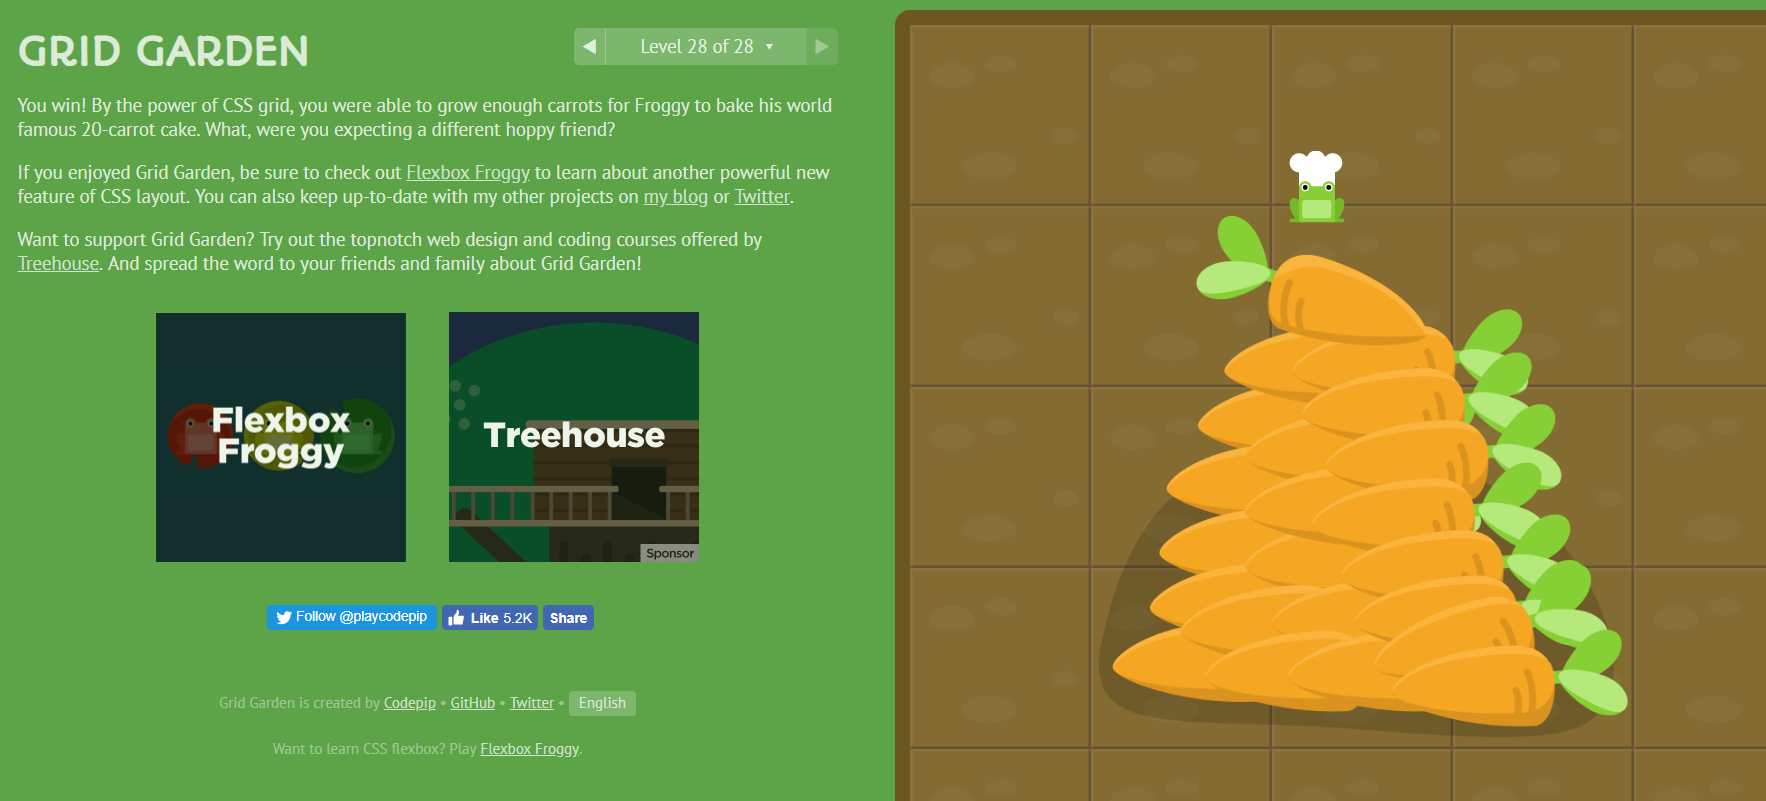 GRID GARDEN
◀ Level 28 of 28 ▼ ▶
You win! By the power of CSS grid, you were able to grow enough carrots for Froggy to bake his world
famous 20-carrot cake. What, were you expecting a different hoppy friend?
If you enjoyed Grid Garden, be sure to check out Flexbox Froggy to learn about another powerful new
feature of CSS layout. You can also keep up-to-date with my other projects on my blog or Twitter.
Want to support Grid Garden? Try out the topnotch web design and coding courses offered by
Treehouse. And spread the word to your friends and family about Grid Garden!
Flexbox
Froggy
Treehouse
Sponsor
Follow @playcodepip Like 5.2K Share
Grid Garden is created by Codepip • GitHub • Twitter • English
Want to learn CSS flexbox? Play Flexbox Froggy.